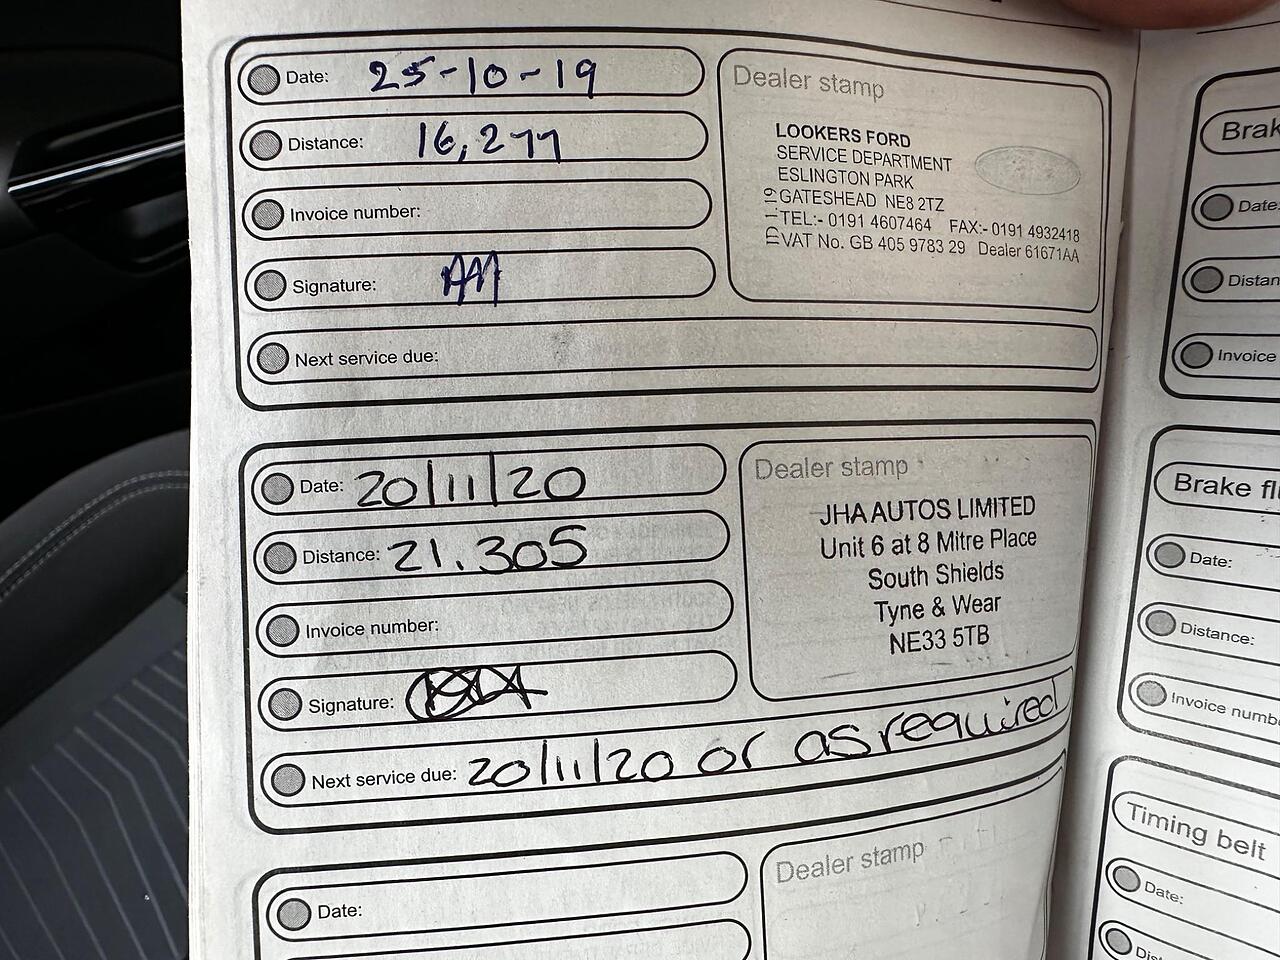 Date: 25-10-19
Distance: 16,277
Invoice number:
Signature:
Next service due:
Dealer stamp
LOOKERS FORD
SERVICE DEPARTMENT
ESLINGTON PARK
GATESHEAD NE8 2TZ
TEL:- 0191 4607464 FAX:- 0191 4932418
VAT No. GB 405 9783 29 Dealer 61671AA
Date: 20/11/20
Distance: 21.305
Invoice number:
Signature:
Next service due: 20/11/20 or as required
Dealer stamp
JHA AUTOS LIMITED
Unit 6 at 8 Mitre Place
South Shields
Tyne & Wear
NE33 5TB
Date:
Dealer stamp
Brak
Date:
Distan
Invoice
Brake fl
Date:
Distance:
Invoice numb
Timing belt
Date:
Dist